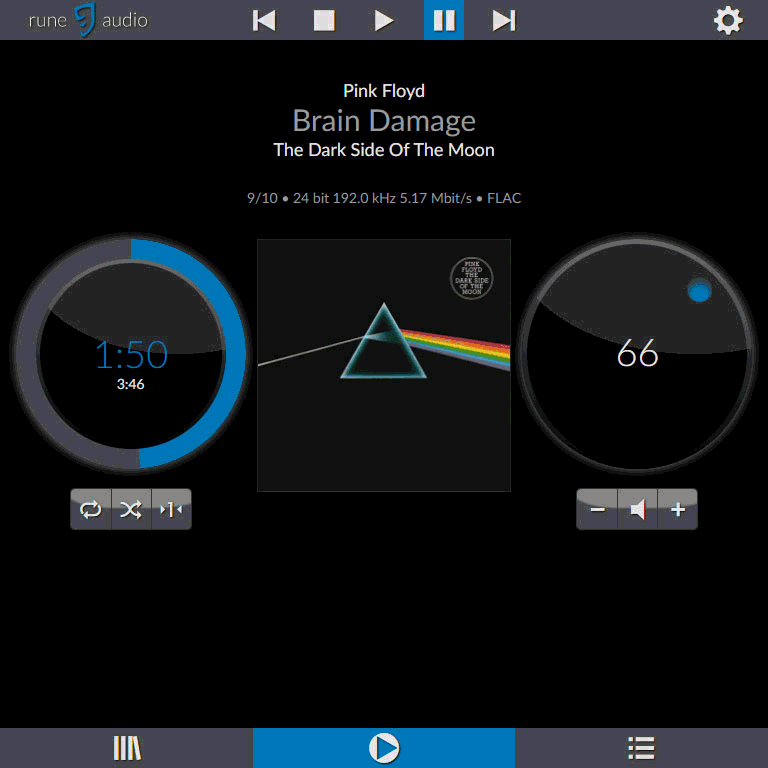 rune audio
Pink Floyd
Brain Damage
The Dark Side Of The Moon
9/10 • 24 bit 192.0 kHz 5.17 Mbit/s • FLAC
1:50
3:46
PINK
FLOYD
THE
DARK SIDE
OF THE
MOON
66
1